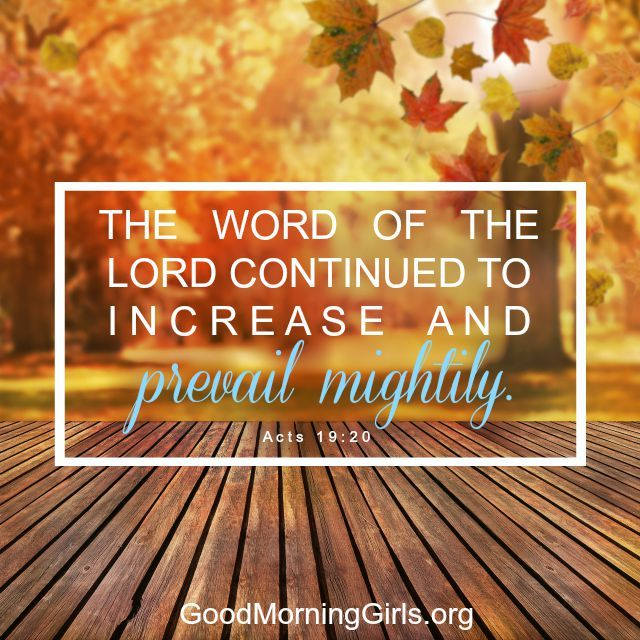 THE WORD OF THE
LORD CONTINUED TO
INCREASE AND
prevail mightily.
Acts 19:20
GoodMorningGirls.org